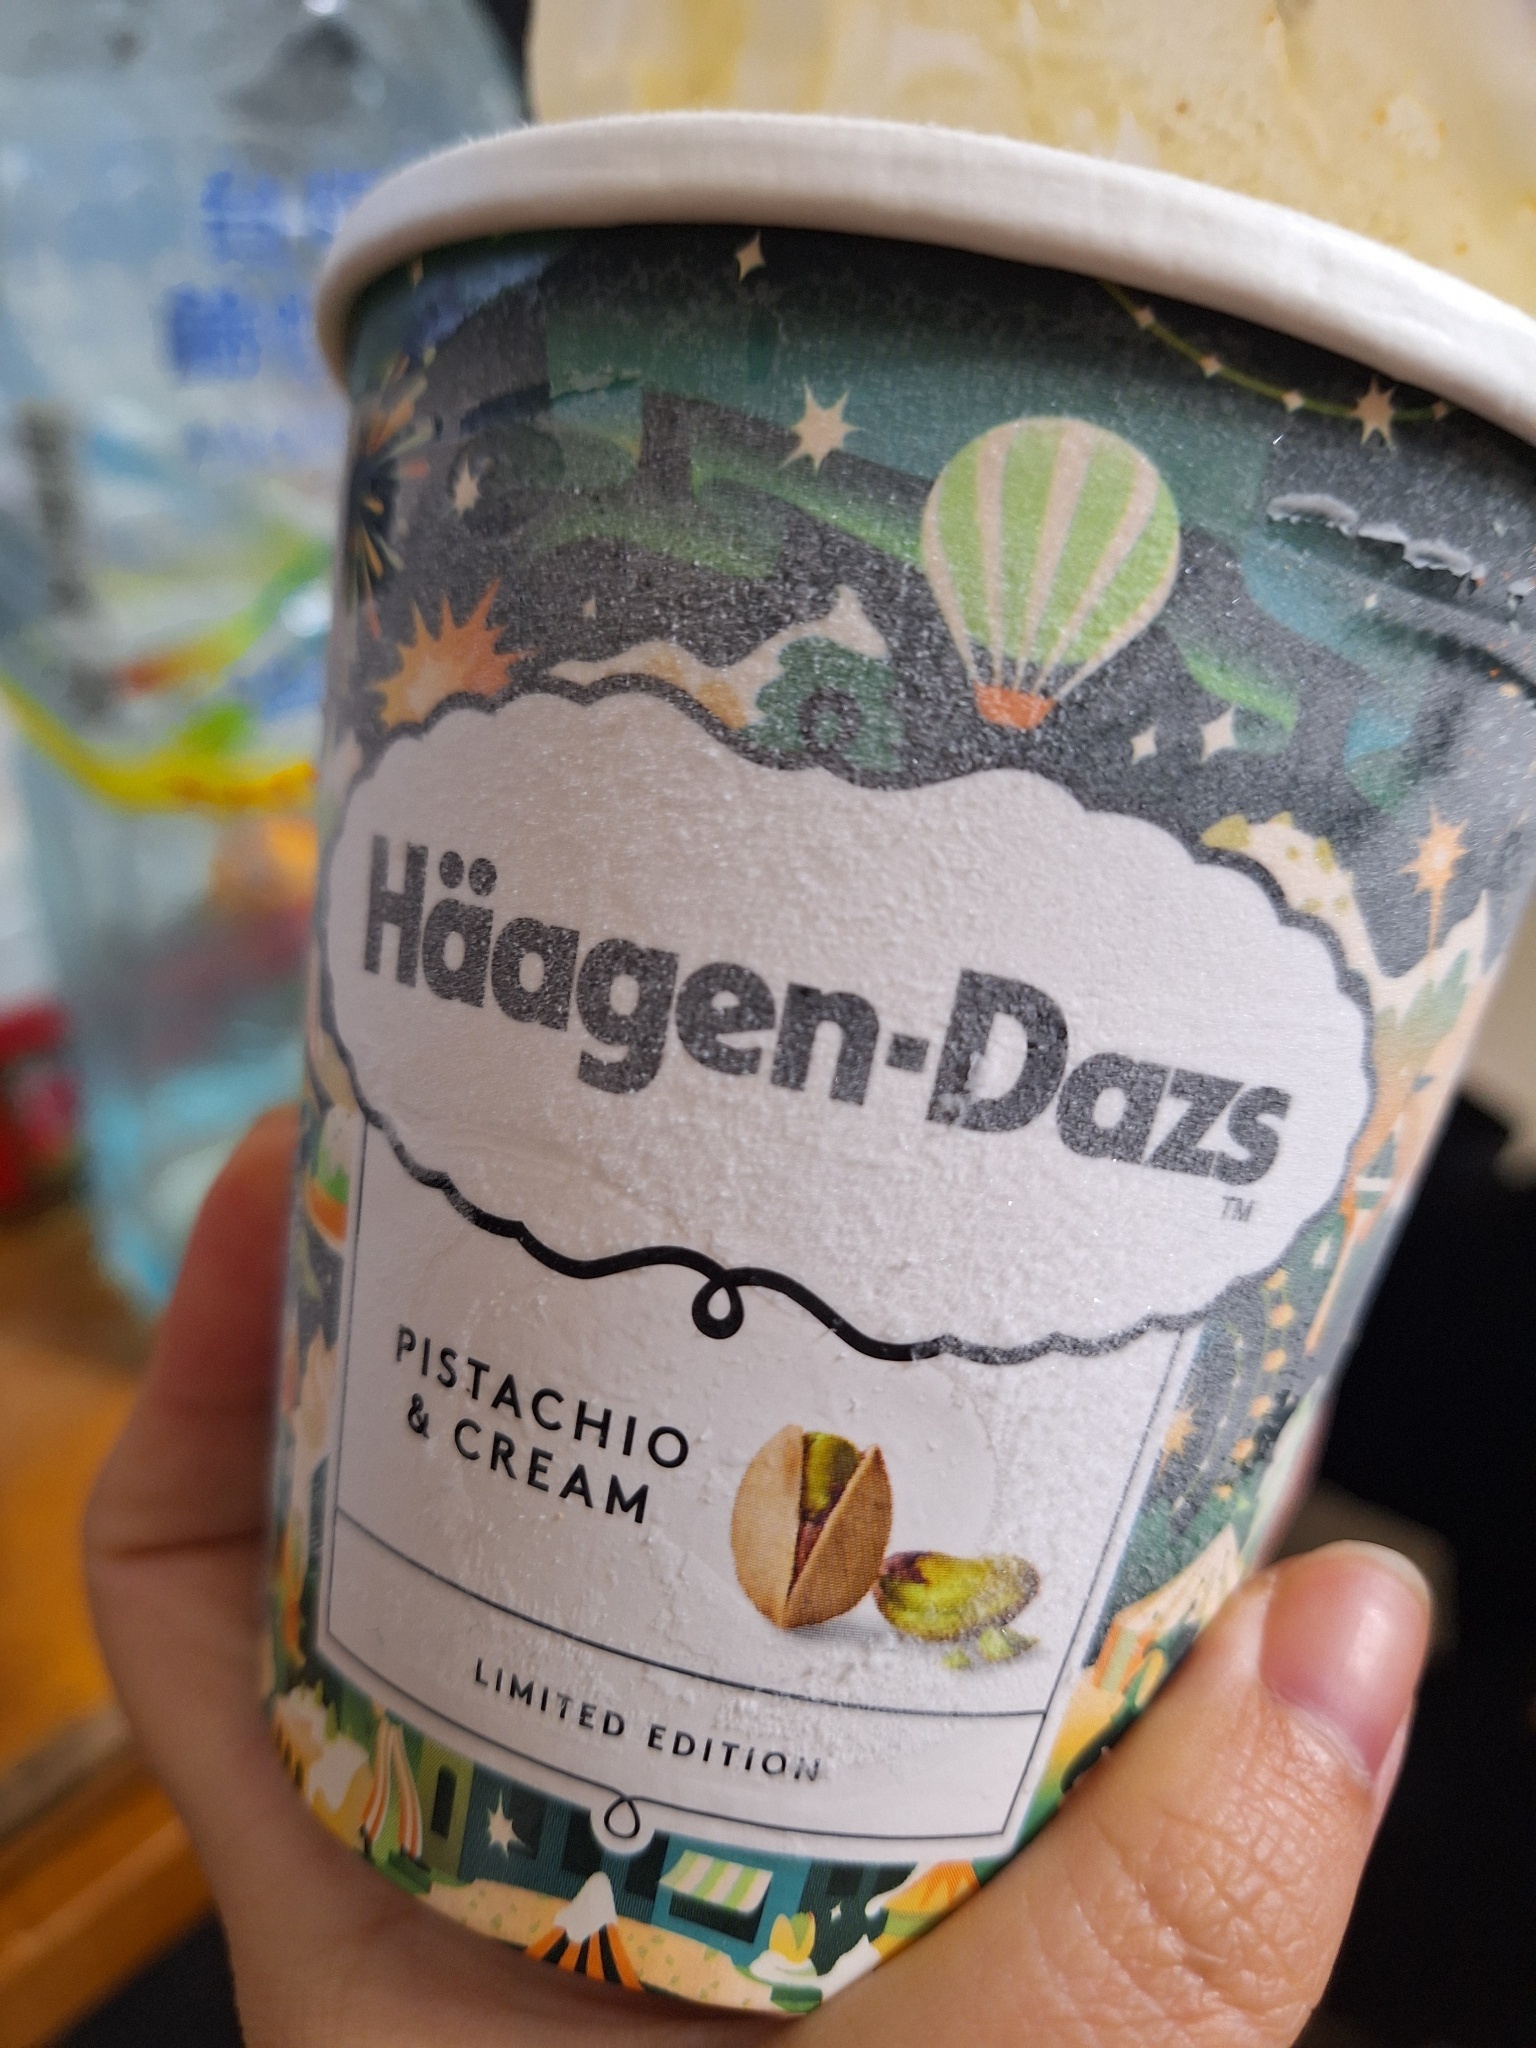 Häagen-Dazs
TM
PISTACHIO
& CREAM
LIMITED EDITION